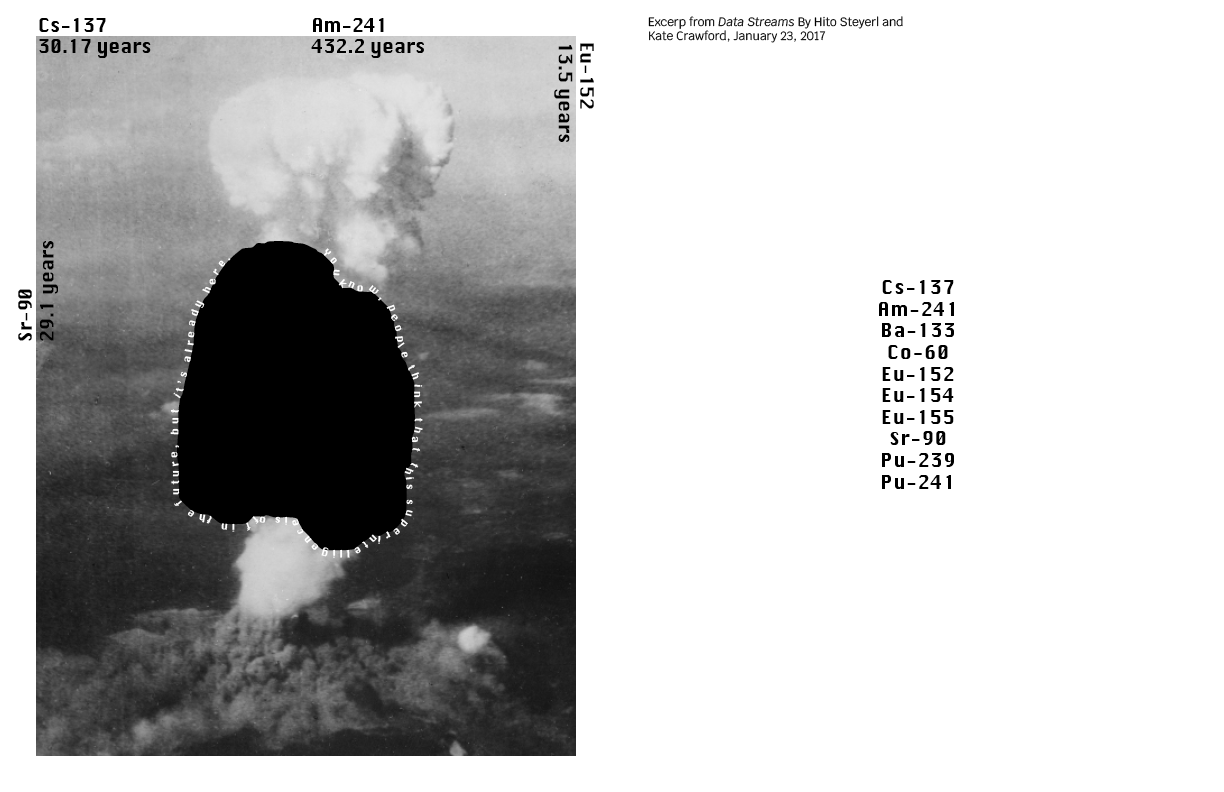 Cs-137
30.17 years
Am-241
432.2 years
Eu-152
13.5 years
Sr-90
29.1 years
you know, people think that this superintelligence is out in the future, but it's already here.
Excerp from Data Streams By Hito Steyerl and
Kate Crawford, January 23, 2017
Cs-137
Am-241
Ba-133
Co-60
Eu-152
Eu-154
Eu-155
Sr-90
Pu-239
Pu-241